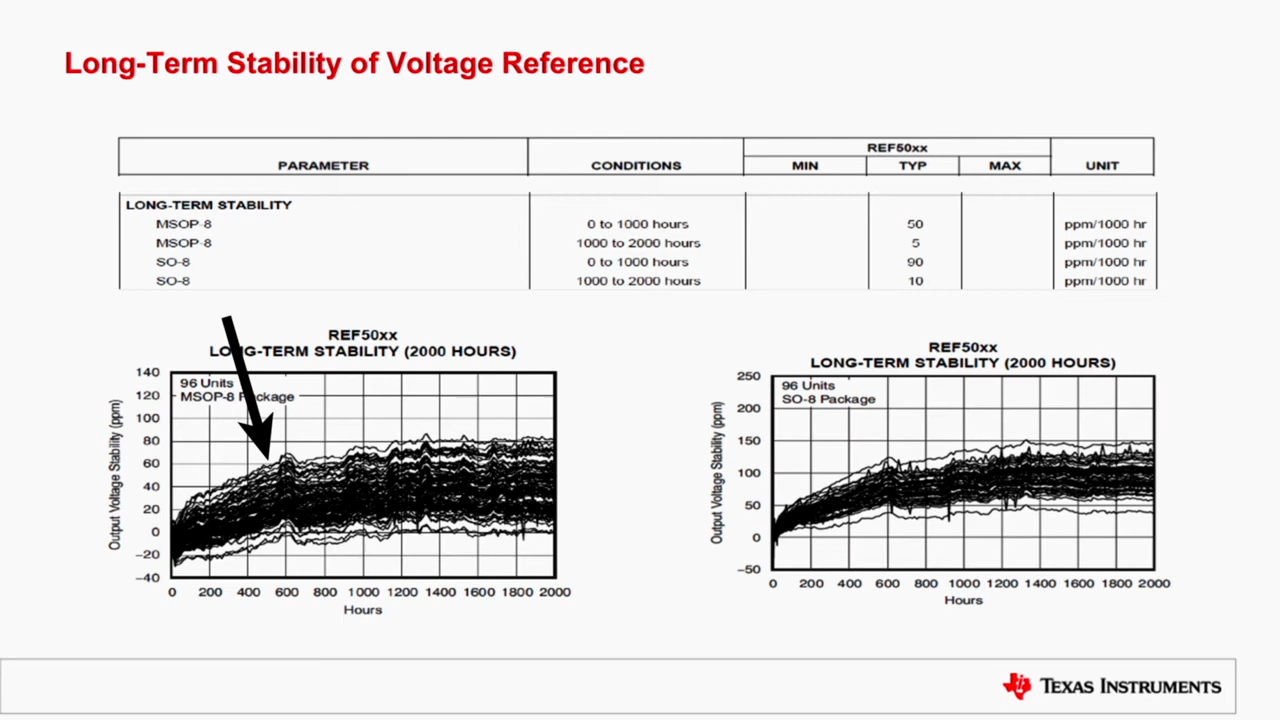 Long-Term Stability of Voltage Reference
PARAMETER CONDITIONS REF50xx UNIT
MIN TYP MAX
LONG-TERM STABILITY
MSOP-8 0 to 1000 hours 50 ppm/1000 hr
MSOP-8 1000 to 2000 hours 5 ppm/1000 hr
SO-8 0 to 1000 hours 90 ppm/1000 hr
SO-8 1000 to 2000 hours 10 ppm/1000 hr
REF50xx
LONG-TERM STABILITY (2000 HOURS)
96 Units
MSOP-8 Package
Output Voltage Stability (ppm)
140
120
100
80
60
40
20
0
−20
−40
0 200 400 600 800 1000 1200 1400 1600 1800 2000
Hours
REF50xx
LONG-TERM STABILITY (2000 HOURS)
96 Units
SO-8 Package
Output Voltage Stability (ppm)
250
200
150
100
50
0
−50
0 200 400 600 800 1000 1200 1400 1600 1800 2000
Hours
TEXAS INSTRUMENTS